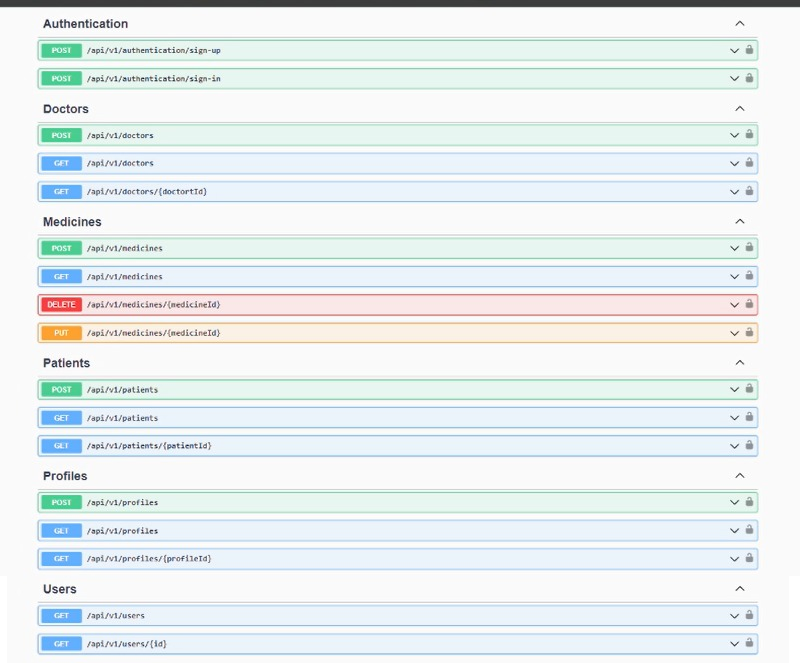 Authentication
POST /api/v1/authentication/sign-up
POST /api/v1/authentication/sign-in
Doctors
POST /api/v1/doctors
GET /api/v1/doctors
GET /api/v1/doctors/{doctortId}
Medicines
POST /api/v1/medicines
GET /api/v1/medicines
DELETE /api/v1/medicines/{medicineId}
PUT /api/v1/medicines/{medicineId}
Patients
POST /api/v1/patients
GET /api/v1/patients
GET /api/v1/patients/{patientId}
Profiles
POST /api/v1/profiles
GET /api/v1/profiles
GET /api/v1/profiles/{profileId}
Users
GET /api/v1/users
GET /api/v1/users/{id}